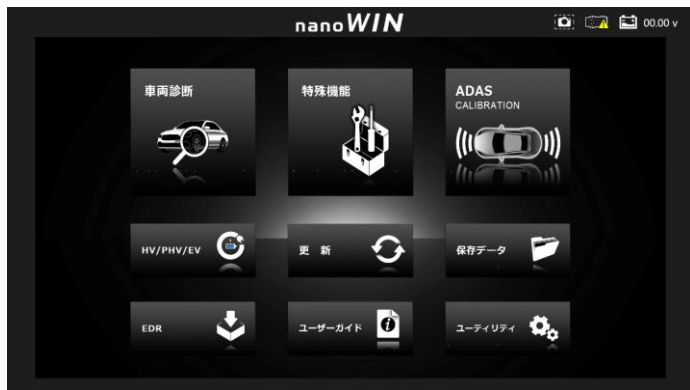 nanoWIN
00.00 v
車両診断
特殊機能
ADAS
CALIBRATION
HV/PHV/EV
更 新
保存データ
EDR
ユーザーガイド
ユーティリティ